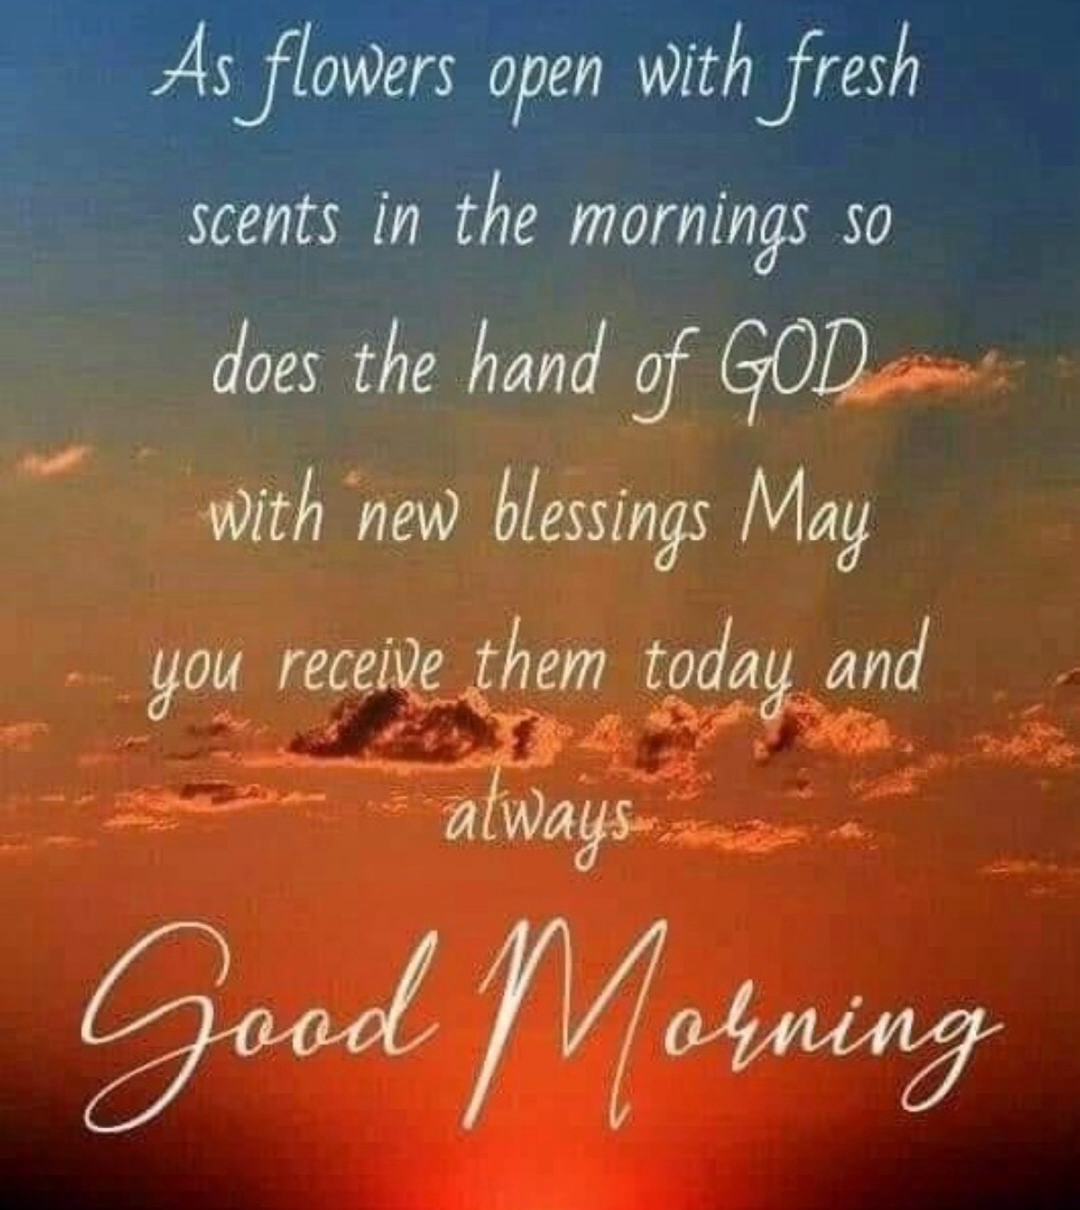 As flowers open with fresh
scents in the mornings so
does the hand of GOD
with new blessings May
you receive them today and
always
Good Morning